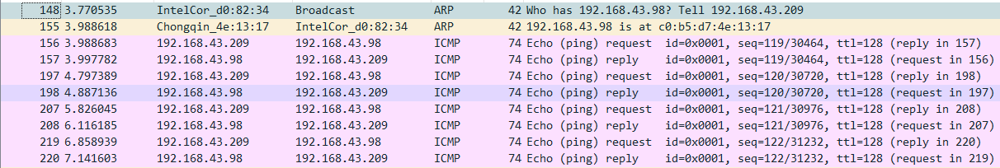 148 3.770535 IntelCor_d0:82:34 Broadcast ARP 42 Who has 192.168.43.98? Tell 192.168.43.209
155 3.988618 Chongqin_4e:13:17 IntelCor_d0:82:34 ARP 42 192.168.43.98 is at c0:b5:d7:4e:13:17
156 3.988683 192.168.43.209 192.168.43.98 ICMP 74 Echo (ping) request id=0x0001, seq=119/30464, ttl=128 (reply in 157)
157 3.997782 192.168.43.98 192.168.43.209 ICMP 74 Echo (ping) reply id=0x0001, seq=119/30464, ttl=128 (request in 156)
197 4.797389 192.168.43.209 192.168.43.98 ICMP 74 Echo (ping) request id=0x0001, seq=120/30720, ttl=128 (reply in 198)
198 4.887136 192.168.43.98 192.168.43.209 ICMP 74 Echo (ping) reply id=0x0001, seq=120/30720, ttl=128 (request in 197)
207 5.826045 192.168.43.209 192.168.43.98 ICMP 74 Echo (ping) request id=0x0001, seq=121/30976, ttl=128 (reply in 208)
208 6.116185 192.168.43.98 192.168.43.209 ICMP 74 Echo (ping) reply id=0x0001, seq=121/30976, ttl=128 (request in 207)
219 6.858939 192.168.43.209 192.168.43.98 ICMP 74 Echo (ping) request id=0x0001, seq=122/31232, ttl=128 (reply in 220)
220 7.141603 192.168.43.98 192.168.43.209 ICMP 74 Echo (ping) reply id=0x0001, seq=122/31232, ttl=128 (request in 219)